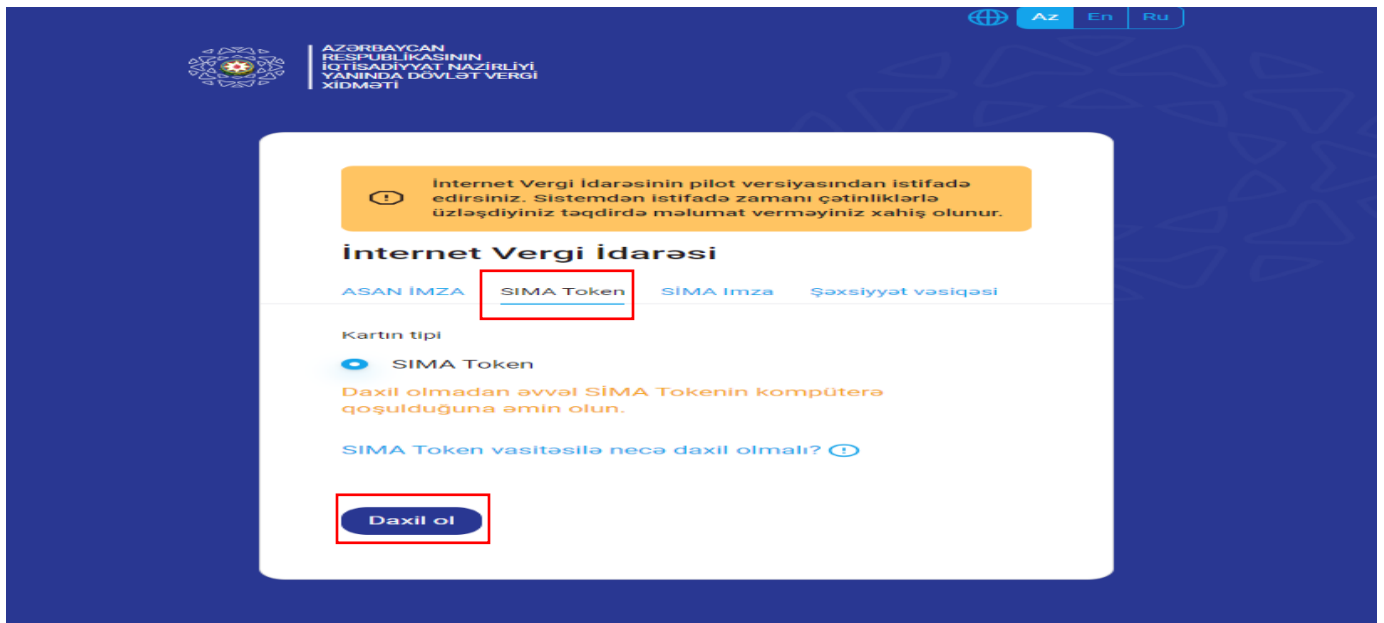 Az En Ru
AZƏRBAYCAN
RESPUBLİKASININ
İQTİSADİYYAT NAZİRLİYİ
YANINDA DÖVLƏT VERGİ
XİDMƏTİ
İnternet Vergi İdarəsinin pilot versiyasından istifadə
edirsiniz. Sistemdən istifadə zamanı çətinliklərlə
üzləşdiyiniz təqdirdə məlumat verməyiniz xahiş olunur.
İnternet Vergi İdarəsi
ASAN İMZA SIMA Token SİMA Imza Şəxsiyyət vəsiqəsi
Kartın tipi
SIMA Token
Daxil olmadan əvvəl SİMA Tokenin kompüterə
qoşulduğuna əmin olun.
SIMA Token vasitəsilə necə daxil olmalı?
Daxil ol